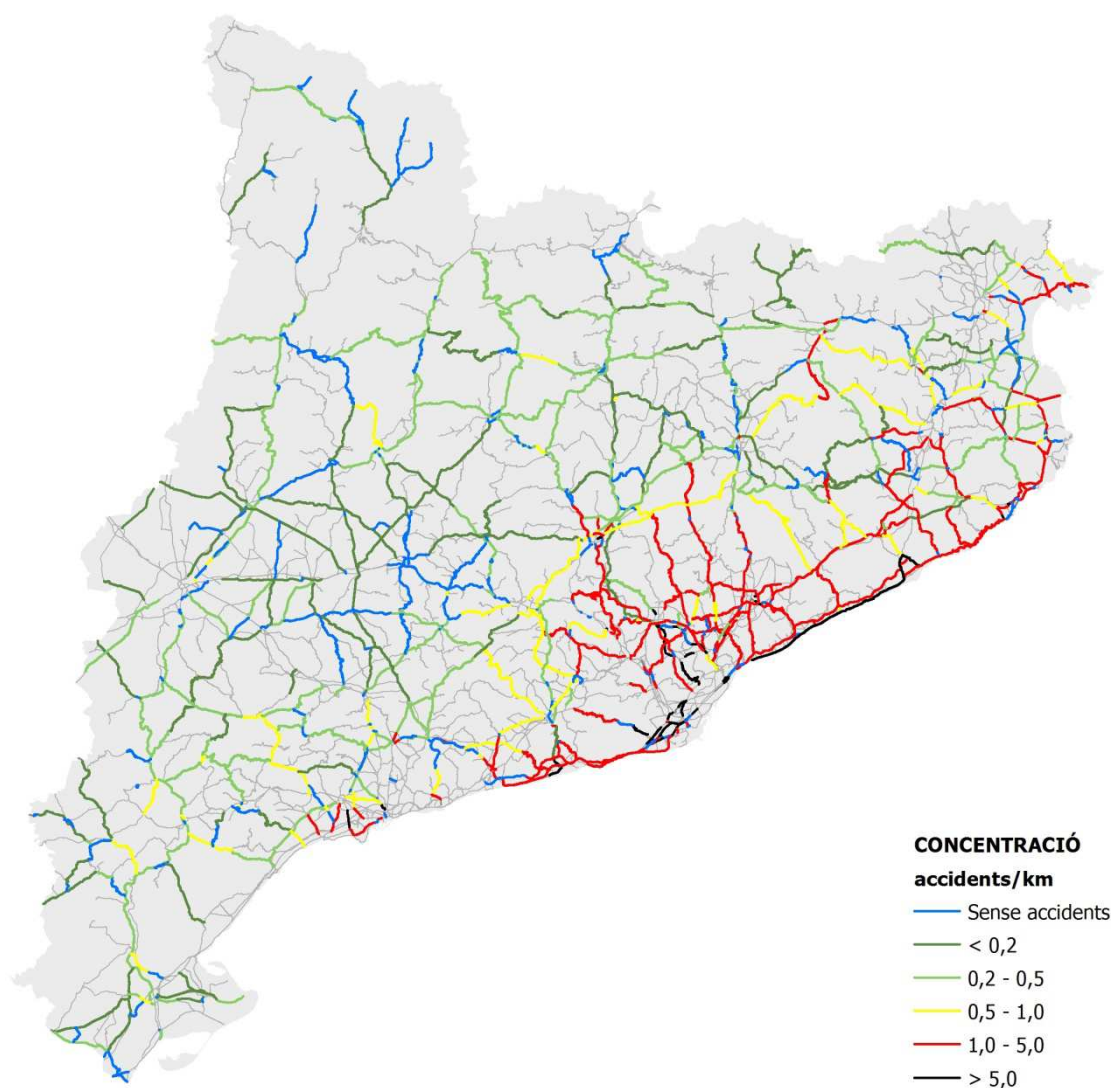 CONCENTRACIÓ
accidents/km
Sense accidents
< 0,2
0,2 - 0,5
0,5 - 1,0
1,0 - 5,0
> 5,0